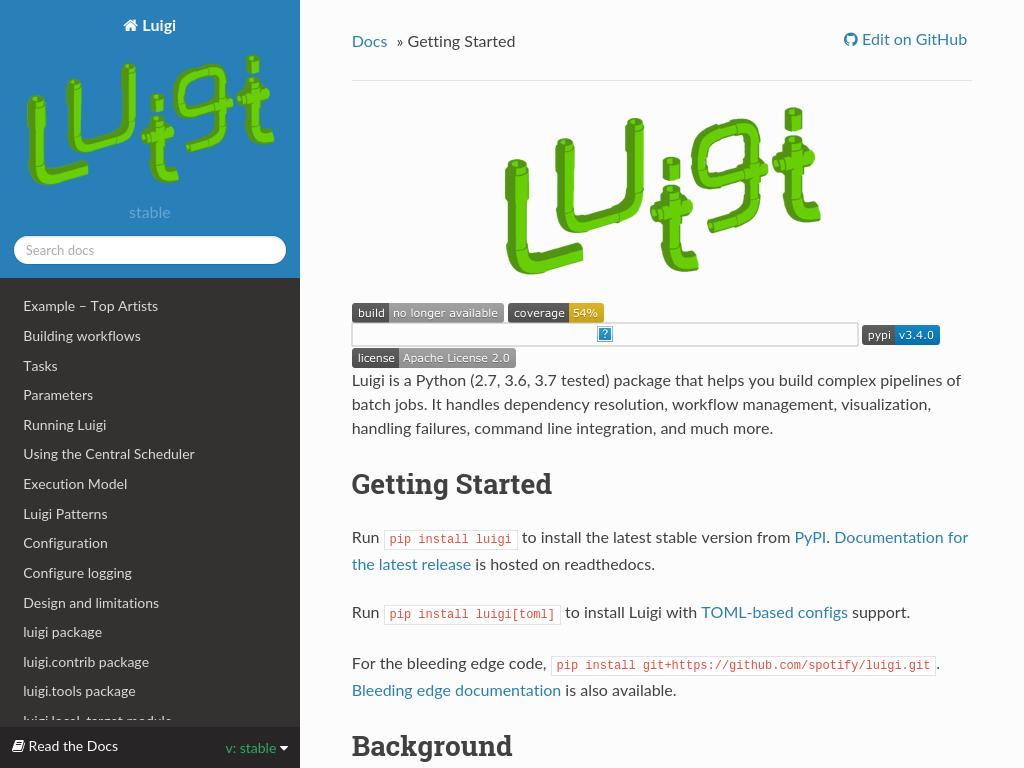 Luigi
Luigi
stable
Search docs
Example – Top Artists
Building workflows
Tasks
Parameters
Running Luigi
Using the Central Scheduler
Execution Model
Luigi Patterns
Configuration
Configure logging
Design and limitations
luigi package
luigi.contrib package
luigi.tools package
luigi.local_target module
Read the Docs
v: stable
Docs » Getting Started
Edit on GitHub
Luigi
build no longer available coverage 54%
? pypi v3.4.0
license Apache License 2.0
Luigi is a Python (2.7, 3.6, 3.7 tested) package that helps you build complex pipelines of
batch jobs. It handles dependency resolution, workflow management, visualization,
handling failures, command line integration, and much more.
Getting Started
Run pip install luigi to install the latest stable version from PyPI. Documentation for
the latest release is hosted on readthedocs.
Run pip install luigi[toml] to install Luigi with TOML-based configs support.
For the bleeding edge code, pip install git+https://github.com/spotify/luigi.git.
Bleeding edge documentation is also available.
Background